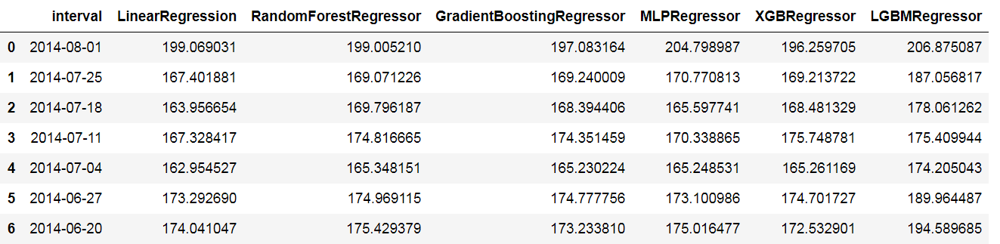 interval LinearRegression RandomForestRegressor GradientBoostingRegressor MLPRegressor XGBRegressor LGBMRegressor
0 2014-08-01 199.069031 199.005210 197.083164 204.798987 196.259705 206.875087
1 2014-07-25 167.401881 169.071226 169.240009 170.770813 169.213722 187.056817
2 2014-07-18 163.956654 169.796187 168.394406 165.597741 168.481329 178.061262
3 2014-07-11 167.328417 174.816665 174.351459 170.338865 175.748781 175.409944
4 2014-07-04 162.954527 165.348151 165.230224 165.248531 165.261169 174.205043
5 2014-06-27 173.292690 174.969115 174.777756 173.100986 174.701727 189.964487
6 2014-06-20 174.041047 175.429379 173.233810 175.016477 172.532901 194.589685